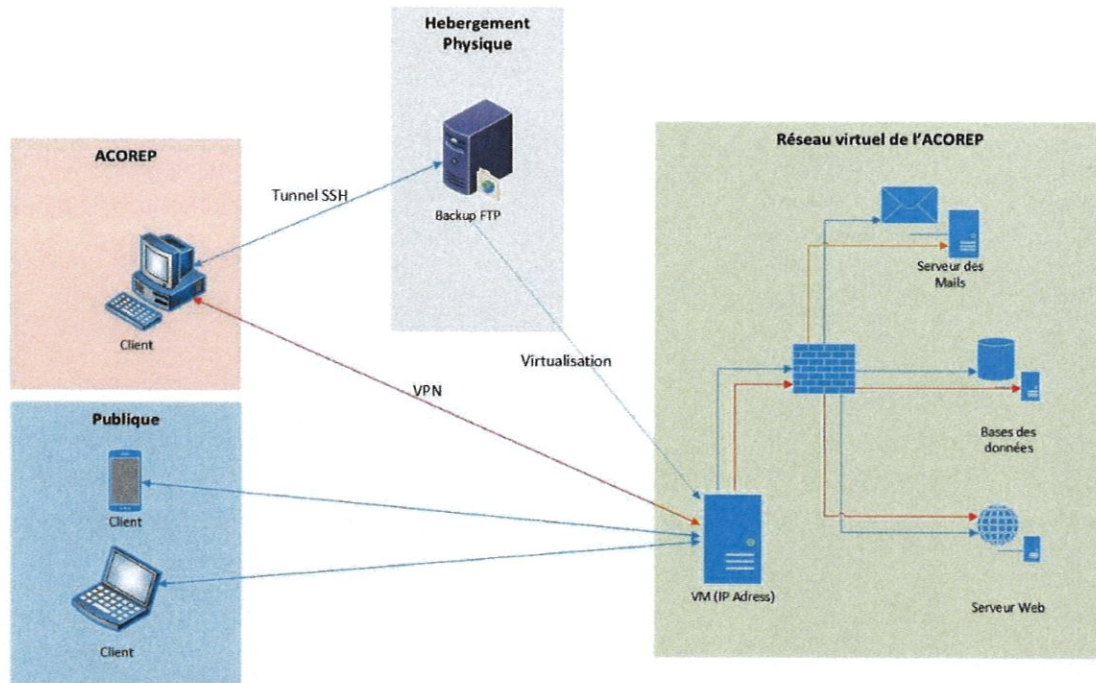 Hebergement
Physique
Backup FTP
ACOREP
Client
Tunnel SSH
VPN
Virtualisation
Publique
Client
Client
Réseau virtuel de l'ACOREP
Serveur des
Mails
Bases des
données
Serveur Web
VM (IP Adress)